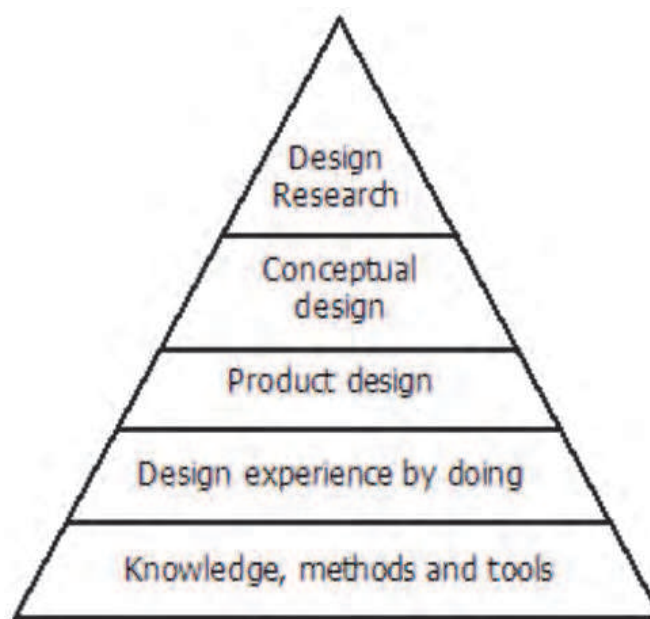 Design
Research
Conceptual
design
Product design
Design experience by doing
Knowledge, methods and tools